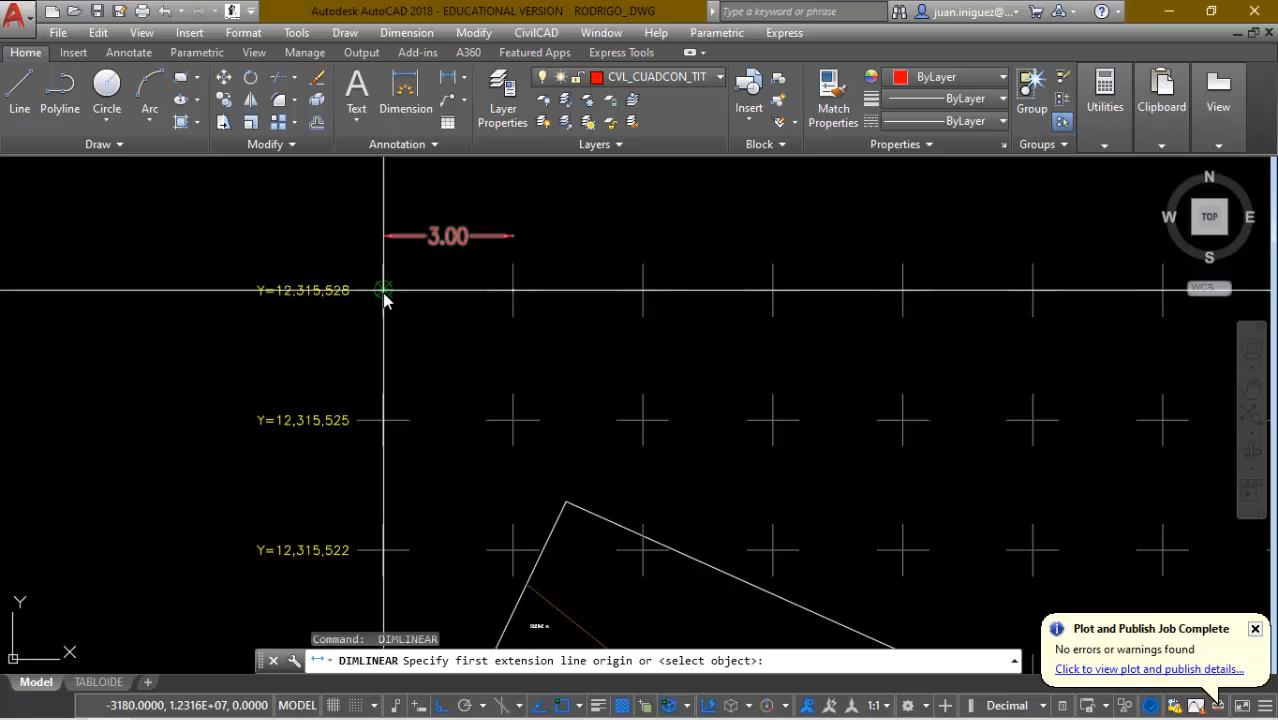 Autodesk AutoCAD 2018 - EDUCATIONAL VERSION RODRIGO_.DWG
Type a keyword or phrase
juan.iniguez@...
File Edit View Insert Format Tools Draw Dimension Modify CivilCAD Window Help Parametric Express
Home Insert Annotate Parametric View Manage Output Add-ins A360 Featured Apps Express Tools
CVL_CUADCON_TIT
ByLayer
ByLayer
ByLayer
Line Polyline Circle Arc Text Dimension Layer Properties Insert Match Properties Group Utilities Clipboard View
Draw Modify Annotation Layers Block Properties Groups
N
W TOP E
S
WCS
3.00
Y=12,315,528
Y=12,315,525
Y=12,315,522
Y
X
Command: DIMLINEAR
DIMLINEAR Specify first extension line origin or <select object>:
Plot and Publish Job Complete
No errors or warnings found
Click to view plot and publish details...
Model TABLOIDE +
-3180.0000, 1.2316E+07, 0.0000 MODEL 1:1 Decimal